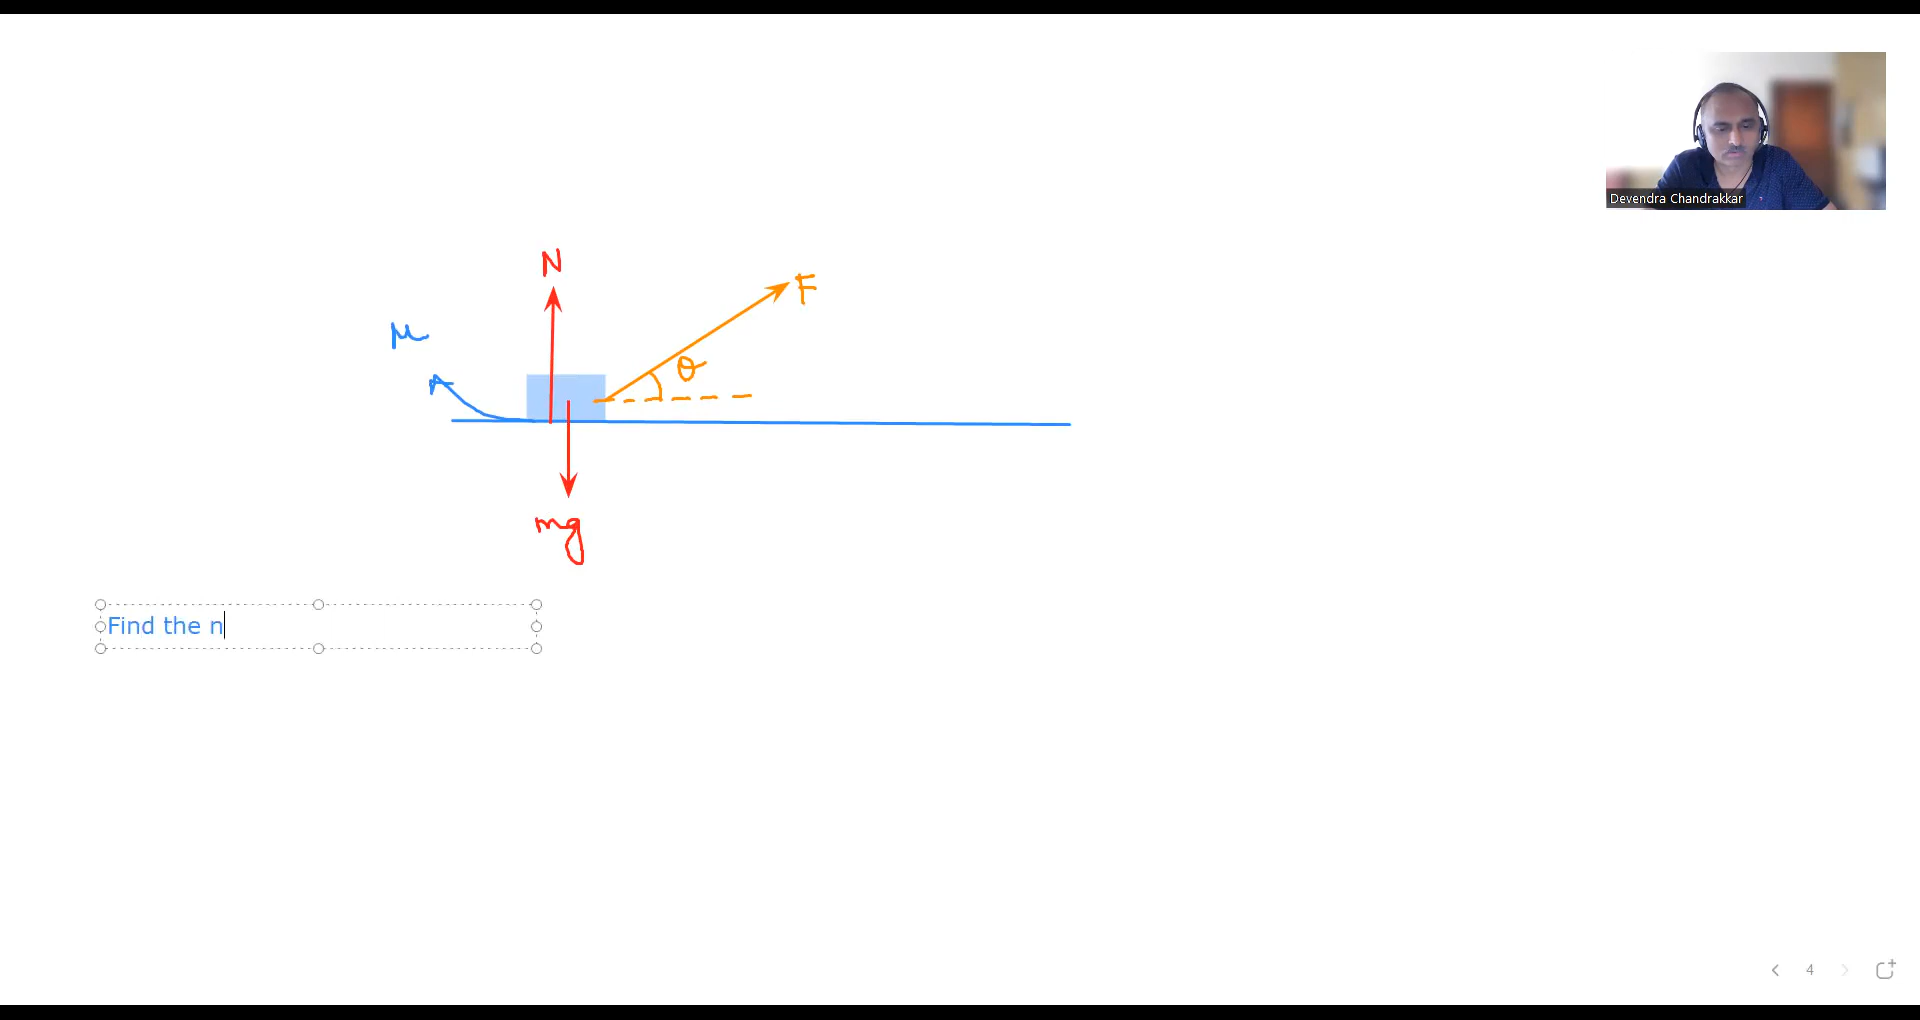 Devendra Chandrakkar
N
F
μ
θ
mg
Find the n
4